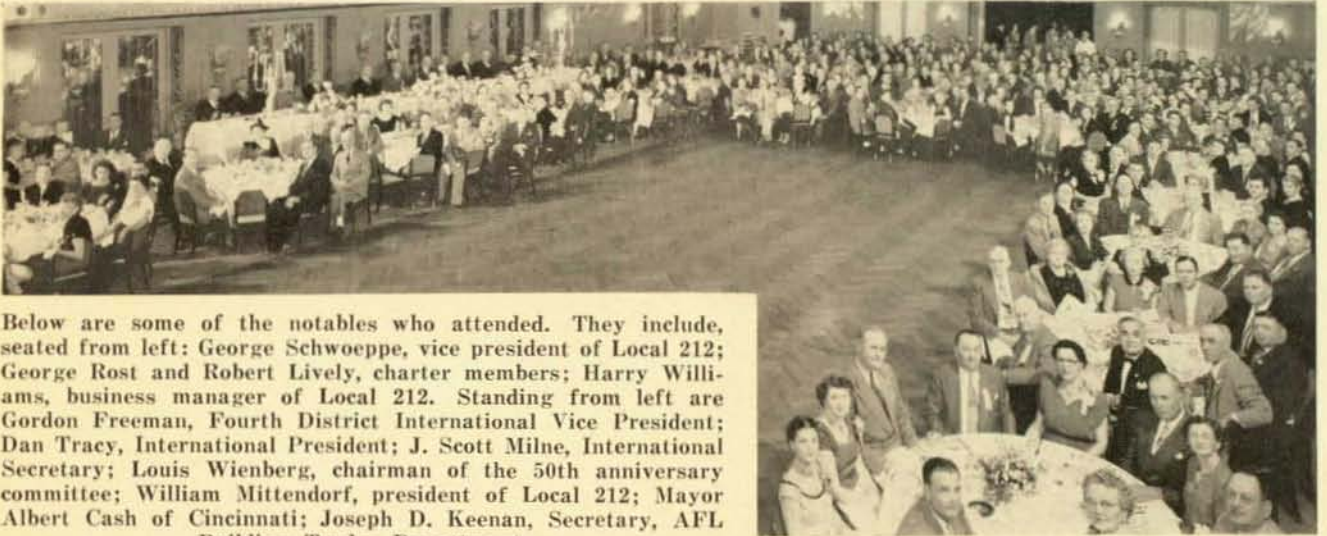 Below are some of the notables who attended. They include,
seated from left: George Schwoeppe, vice president of Local 212;
George Rost and Robert Lively, charter members; Harry Willi-
ams, business manager of Local 212. Standing from left are
Gordon Freeman, Fourth District International Vice President;
Dan Tracy, International President; J. Scott Milne, International
Secretary; Louis Wienberg, chairman of the 50th anniversary
committee; William Mittendorf, president of Local 212; Mayor
Albert Cash of Cincinnati; Joseph D. Keenan, Secretary, AFL